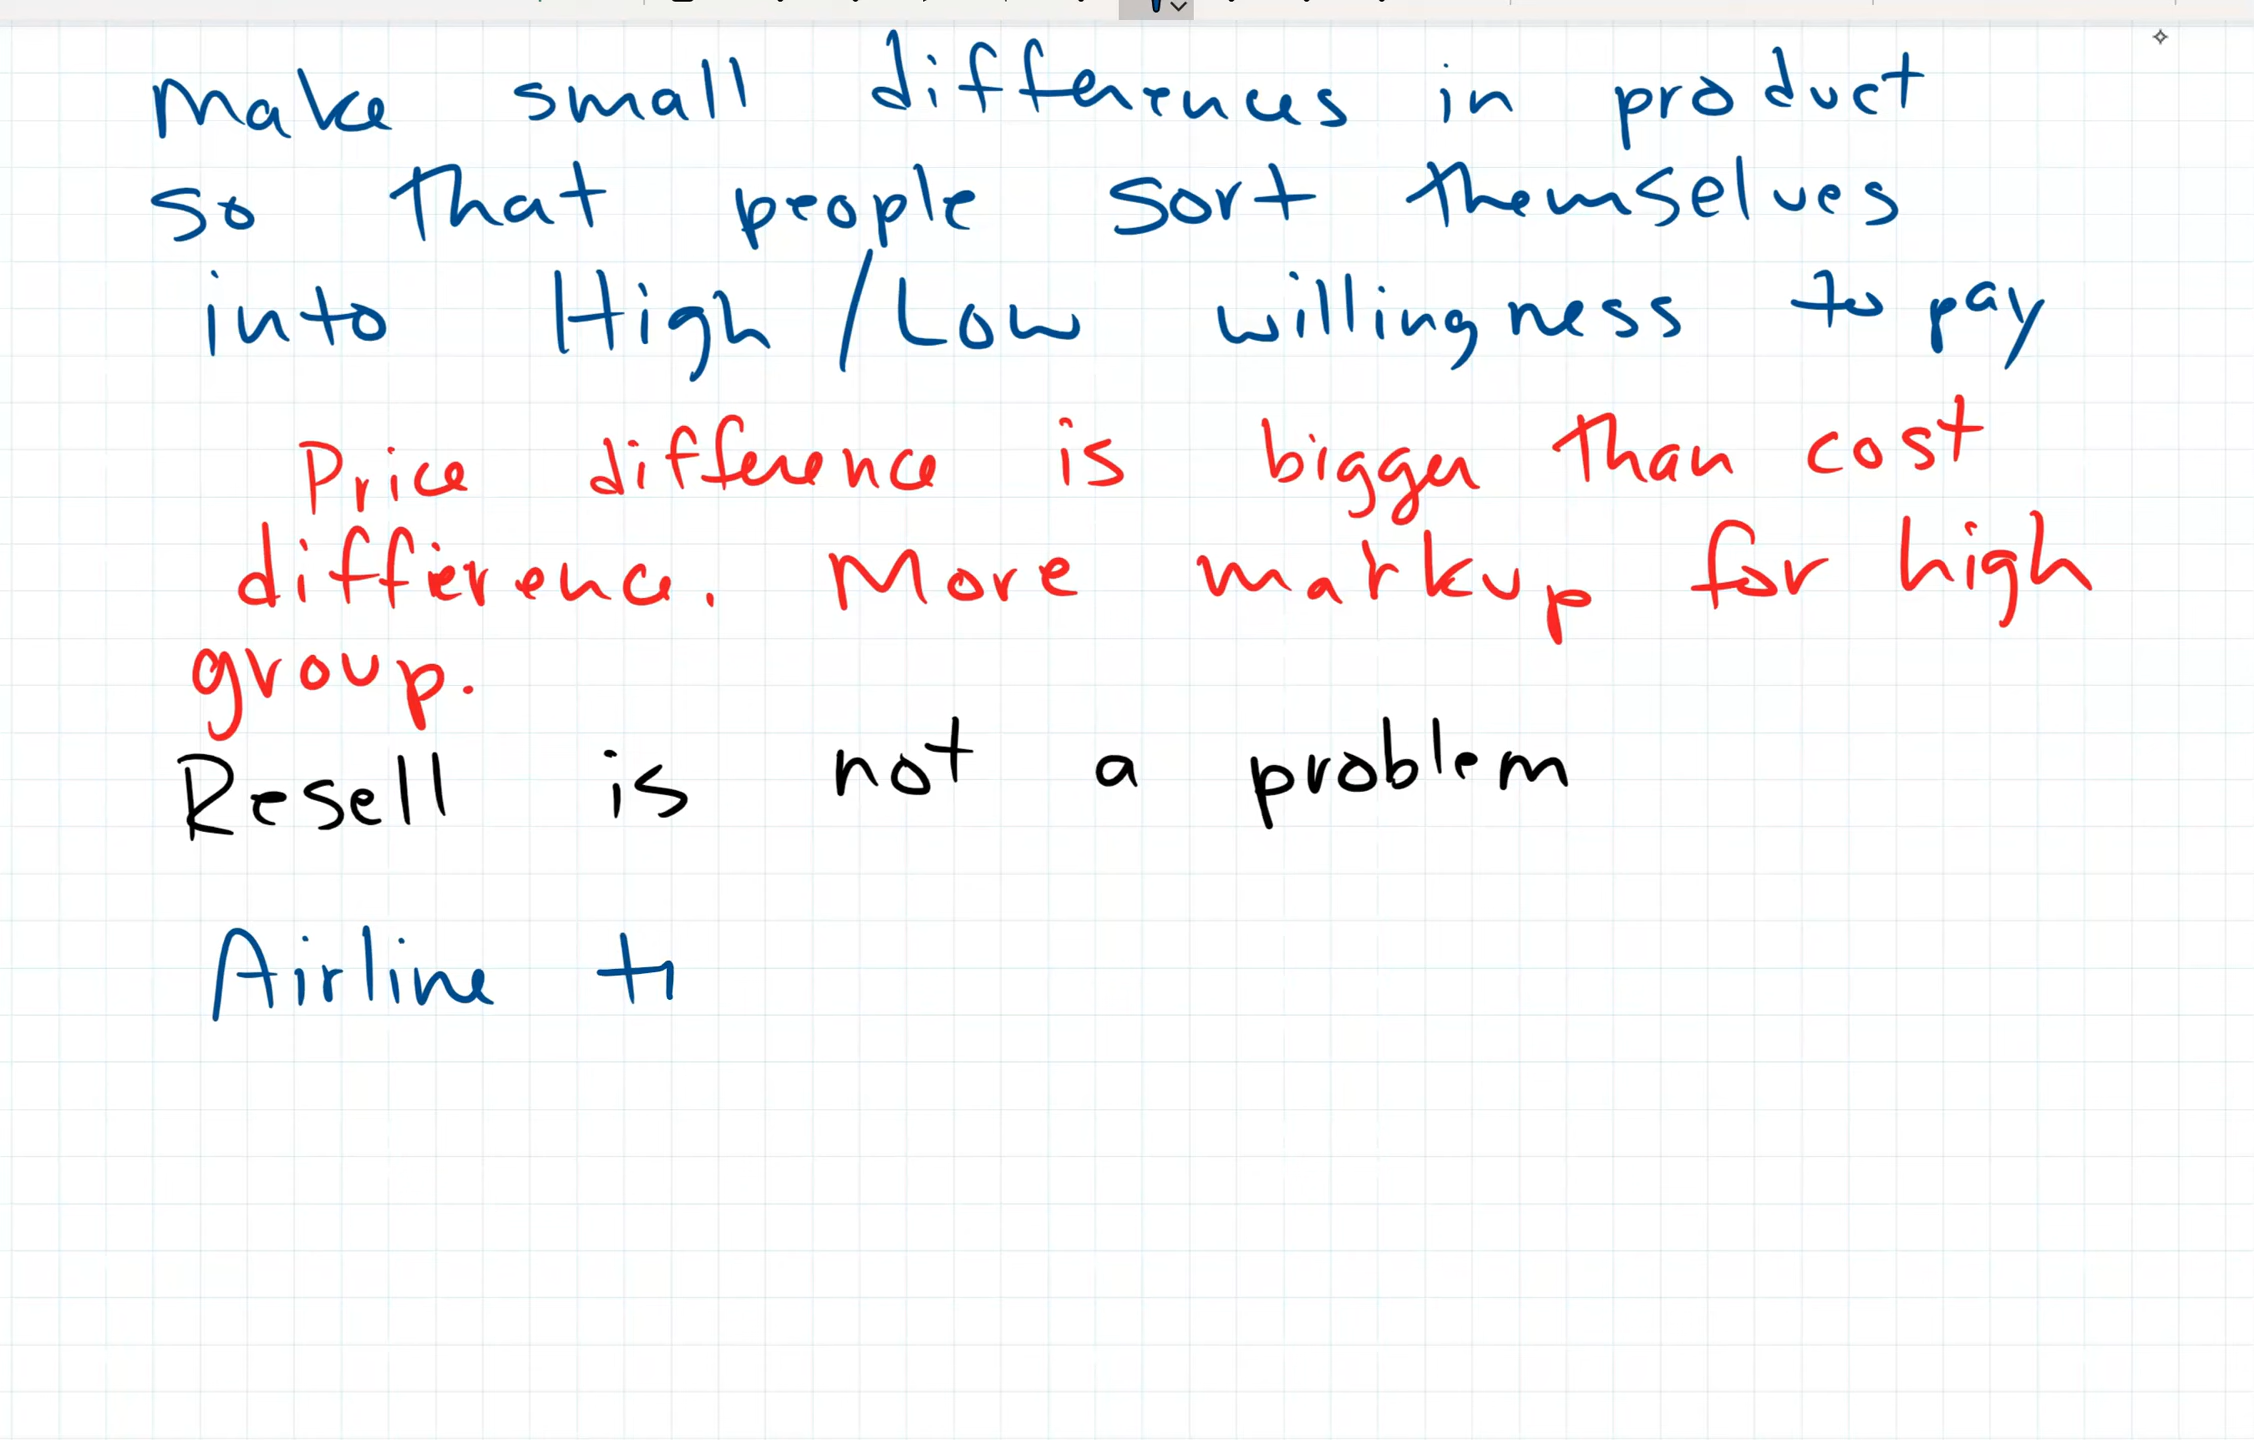 Make small differences in product
so that people sort themselves
into High/Low willingness to pay
Price difference is bigger than cost
difference. More markup for high
group.
Resell is not a problem
Airline